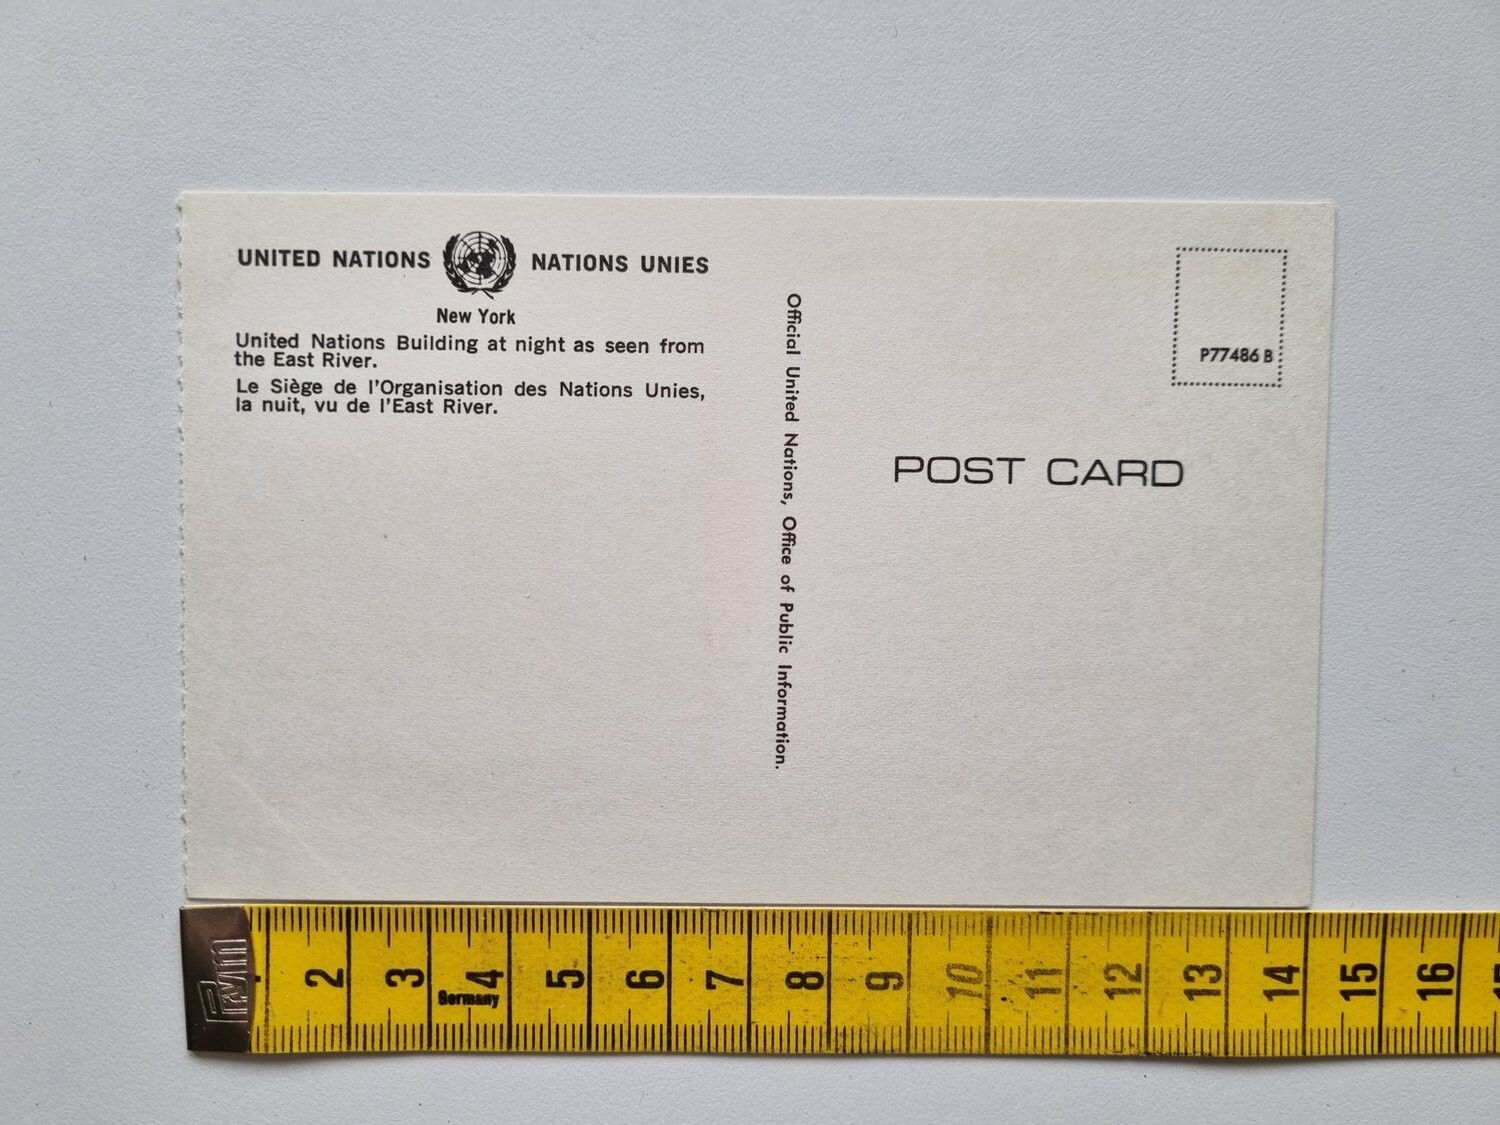 UNITED NATIONS NATIONS UNIES
New York
United Nations Building at night as seen from
the East River.
Le Siège de l'Organisation des Nations Unies,
la nuit, vu de l'East River.
Official United Nations, Office of Public Information.
P77486 B
POST CARD
Prym
2 3 4 5 6 7 8 9 10 11 12 13 14 15 16
Germany